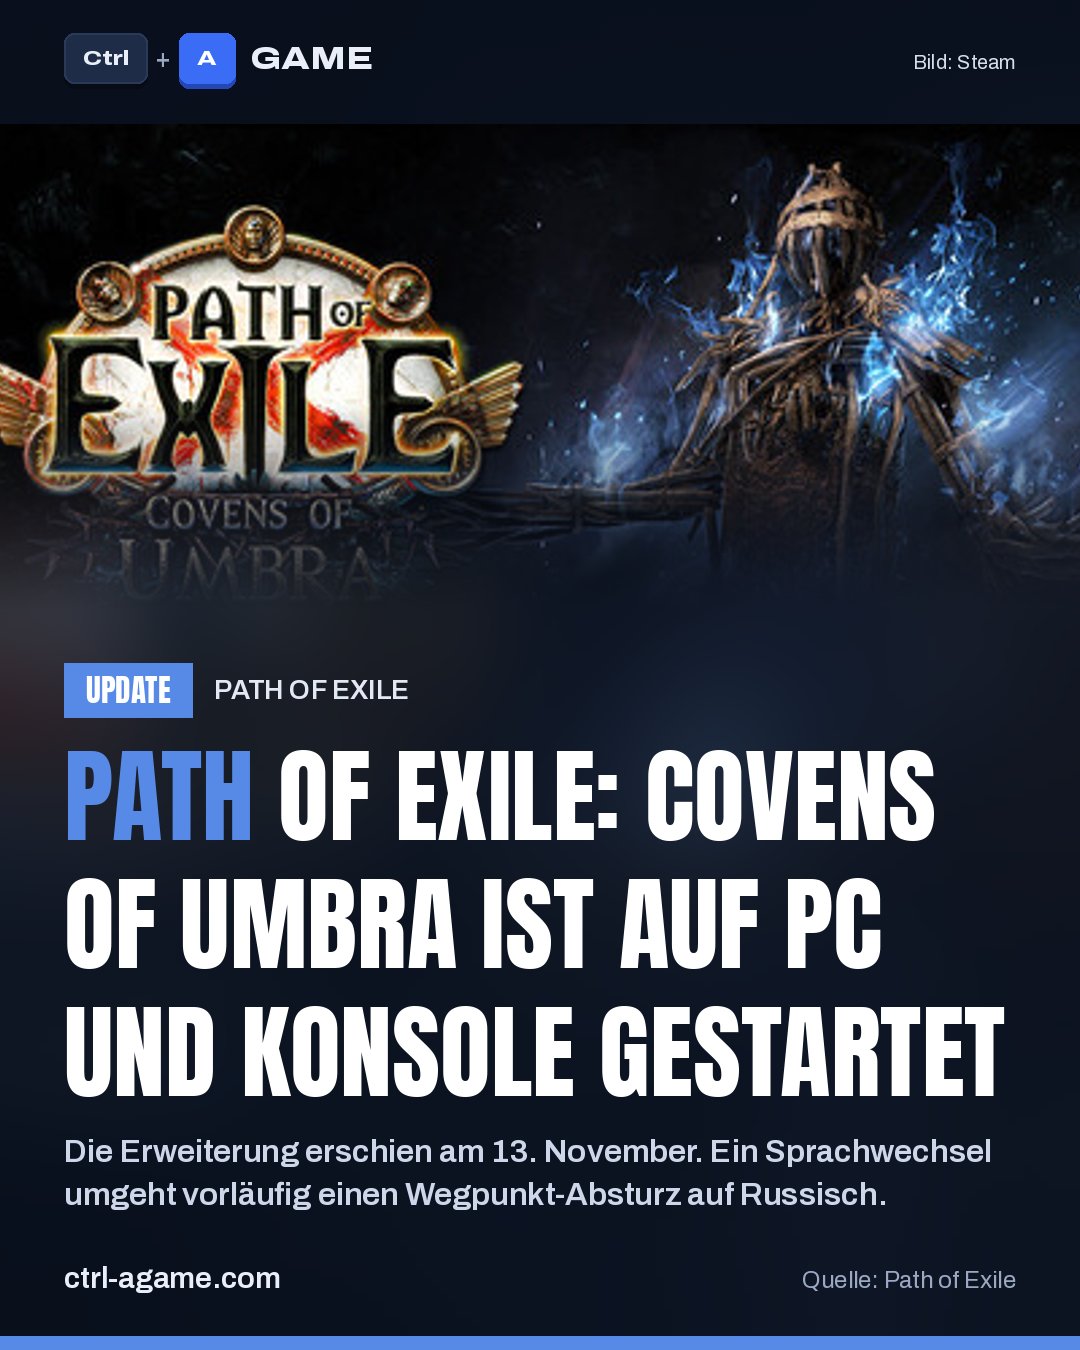 Ctrl + A GAME
Bild: Steam
PATH OF
EXILE
COVENS OF
UMBRA
UPDATE PATH OF EXILE
PATH OF EXILE: COVENS
OF UMBRA IST AUF PC
UND KONSOLE GESTARTET
Die Erweiterung erschien am 13. November. Ein Sprachwechsel
umgeht vorläufig einen Wegpunkt-Absturz auf Russisch.
ctrl-agame.com
Quelle: Path of Exile